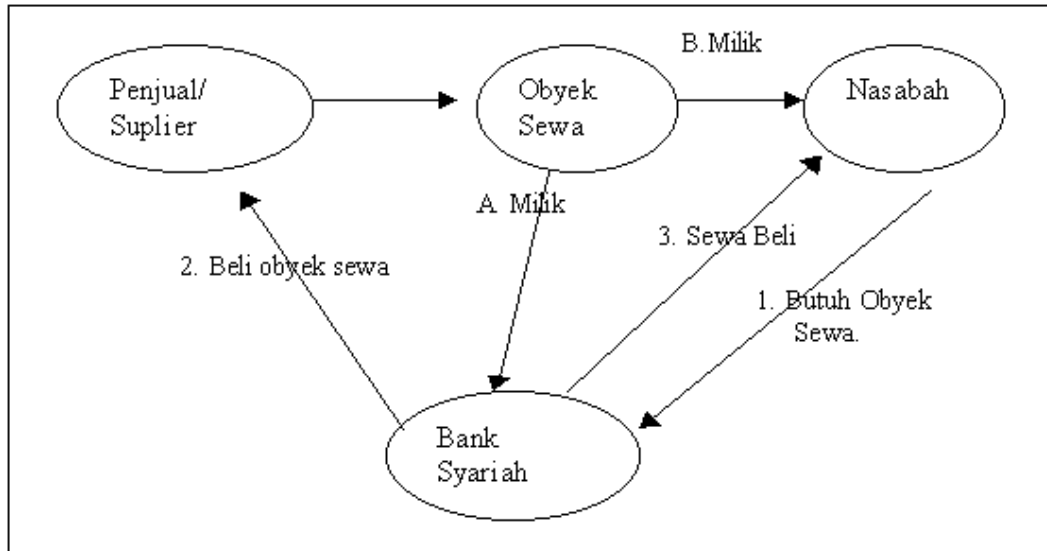 B. Milik
Penjual/
Suplier
Obyek
Sewa
Nasabah
A. Milik
3. Sewa Beli
2. Beli obyek sewa
1. Butuh Obyek
Sewa.
Bank
Syariah